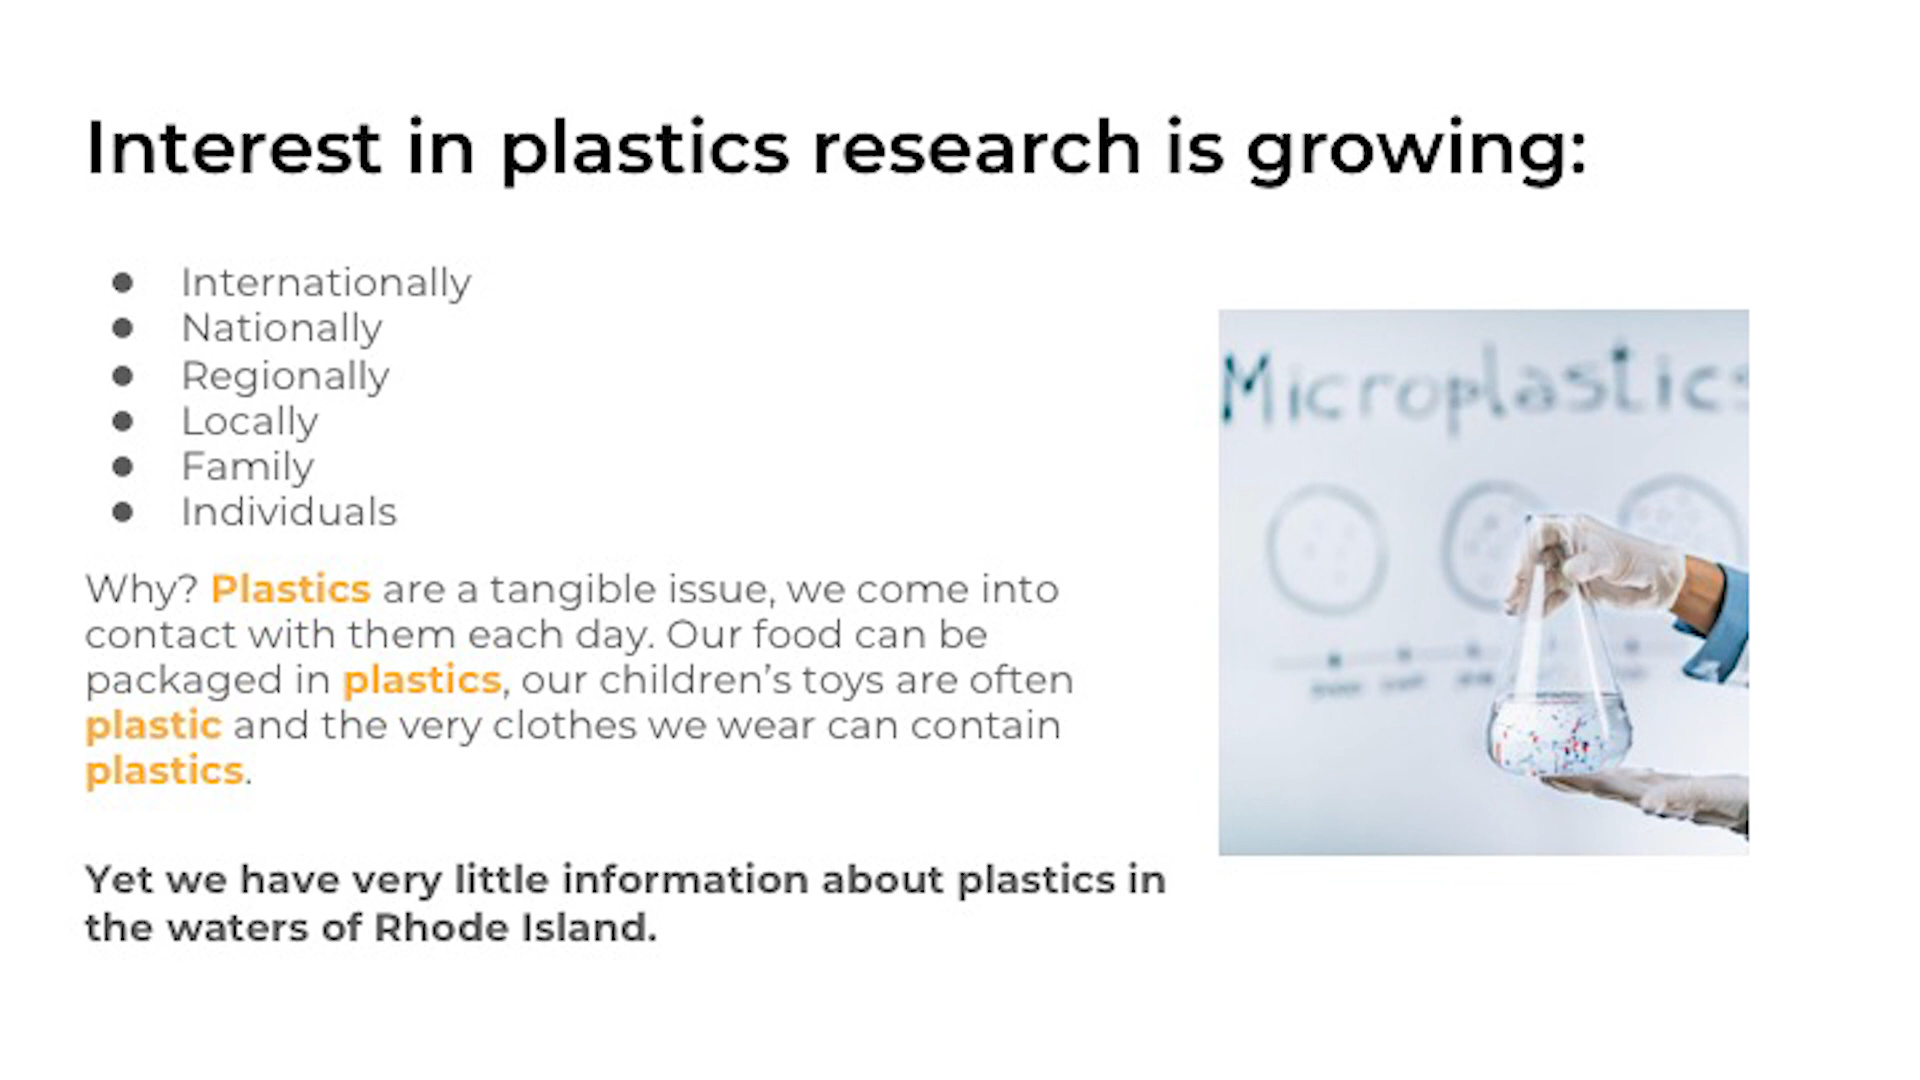 Interest in plastics research is growing:
● Internationally
● Nationally
● Regionally
● Locally
● Family
● Individuals
Why? Plastics are a tangible issue, we come into
contact with them each day. Our food can be
packaged in plastics, our children’s toys are often
plastic and the very clothes we wear can contain
plastics.
Yet we have very little information about plastics in
the waters of Rhode Island.
Microplastics